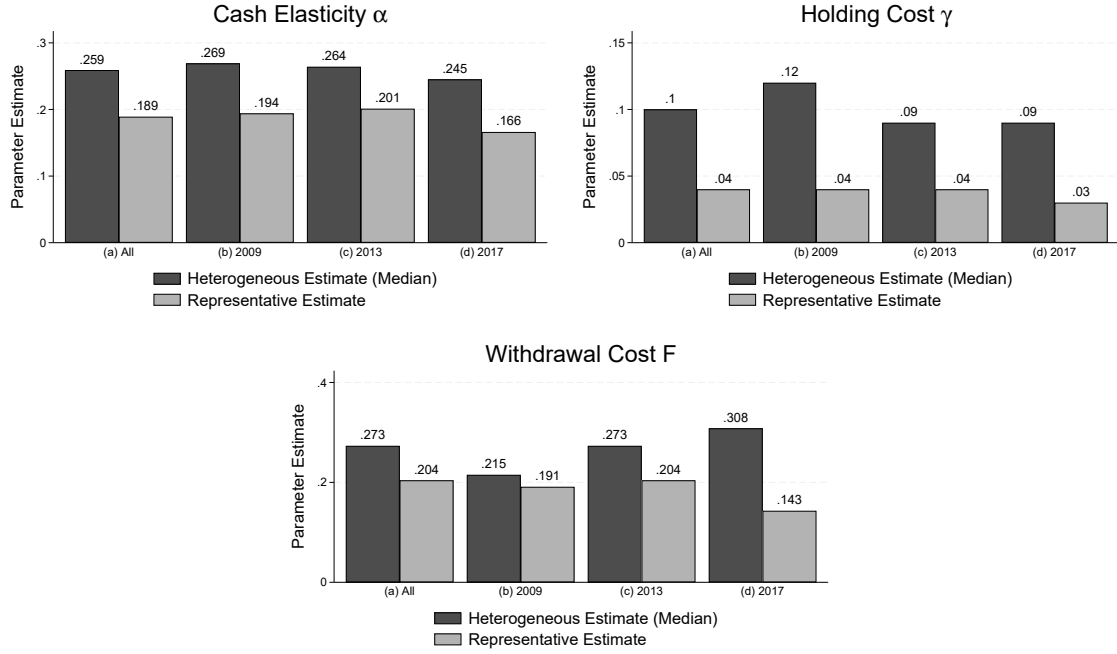 Cash Elasticity α
Parameter Estimate
.3
.2
.1
0
.259
.189
.269
.194
.264
.201
.245
.166
(a) All
(b) 2009
(c) 2013
(d) 2017
Heterogeneous Estimate (Median)
Representative Estimate
Holding Cost γ
Parameter Estimate
.15
.1
.05
0
.1
.04
.12
.04
.09
.04
.09
.03
(a) All
(b) 2009
(c) 2013
(d) 2017
Heterogeneous Estimate (Median)
Representative Estimate
Withdrawal Cost F
Parameter Estimate
.4
.2
0
.273
.204
.215
.191
.273
.204
.308
.143
(a) All
(b) 2009
(c) 2013
(d) 2017
Heterogeneous Estimate (Median)
Representative Estimate